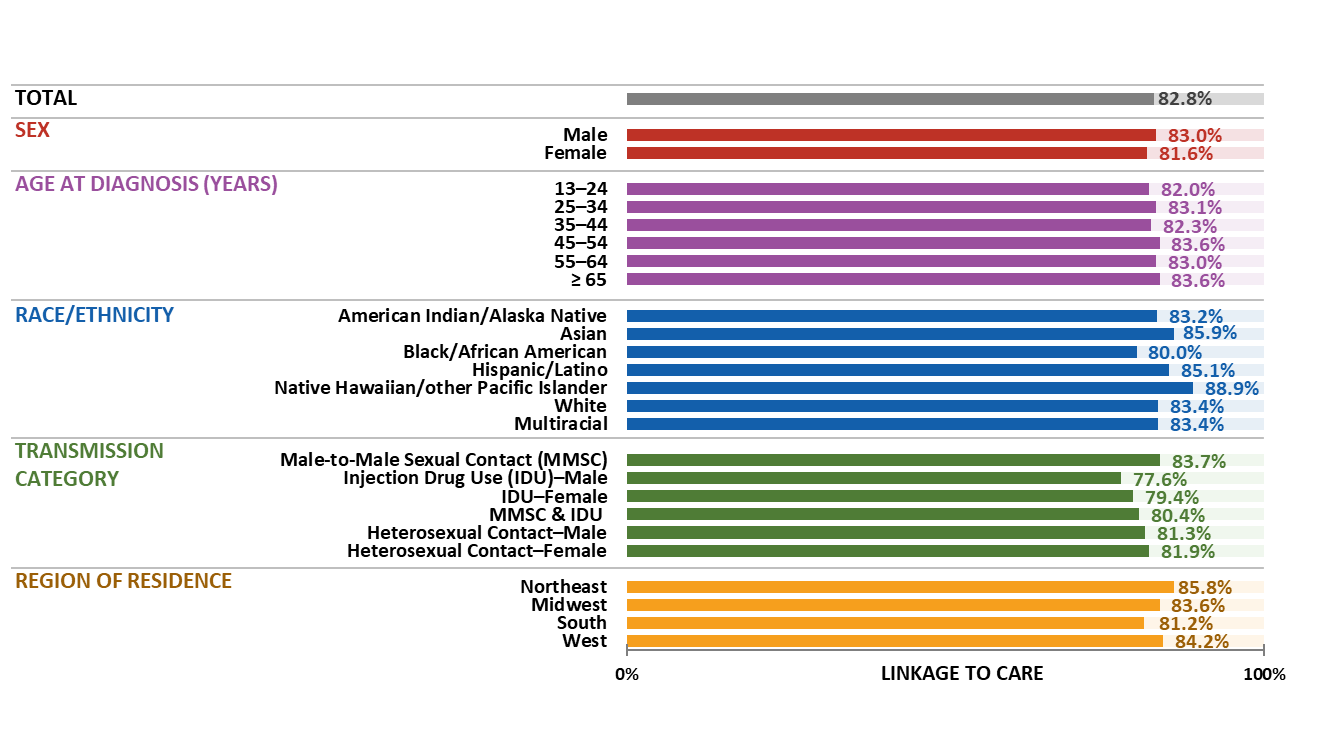 TOTAL 82.8%
SEX
Male 83.0%
Female 81.6%
AGE AT DIAGNOSIS (YEARS)
13–24 82.0%
25–34 83.1%
35–44 82.3%
45–54 83.6%
55–64 83.0%
≥ 65 83.6%
RACE/ETHNICITY
American Indian/Alaska Native 83.2%
Asian 85.9%
Black/African American 80.0%
Hispanic/Latino 85.1%
Native Hawaiian/other Pacific Islander 88.9%
White 83.4%
Multiracial 83.4%
TRANSMISSION
CATEGORY
Male-to-Male Sexual Contact (MMSC) 83.7%
Injection Drug Use (IDU)–Male 77.6%
IDU–Female 79.4%
MMSC & IDU 80.4%
Heterosexual Contact–Male 81.3%
Heterosexual Contact–Female 81.9%
REGION OF RESIDENCE
Northeast 85.8%
Midwest 83.6%
South 81.2%
West 84.2%
0% LINKAGE TO CARE 100%